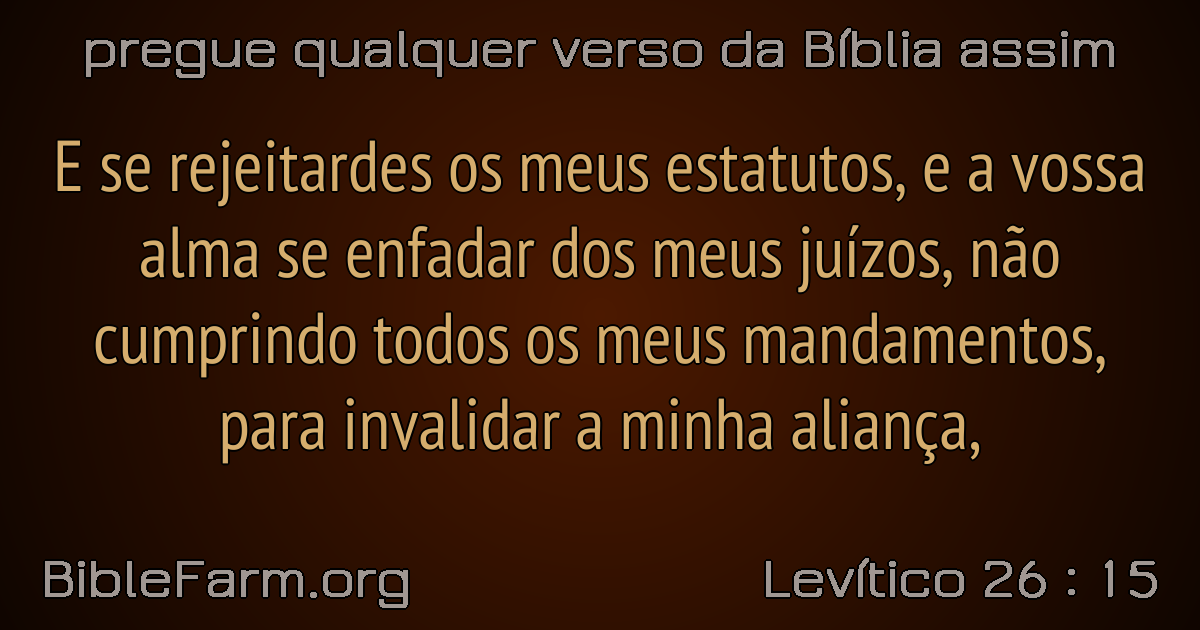 pregue qualquer verso da Bíblia assim
E se rejeitardes os meus estatutos, e a vossa
alma se enfadar dos meus juízos, não
cumprindo todos os meus mandamentos,
para invalidar a minha aliança,
BibleFarm.org
Levítico 26 : 15